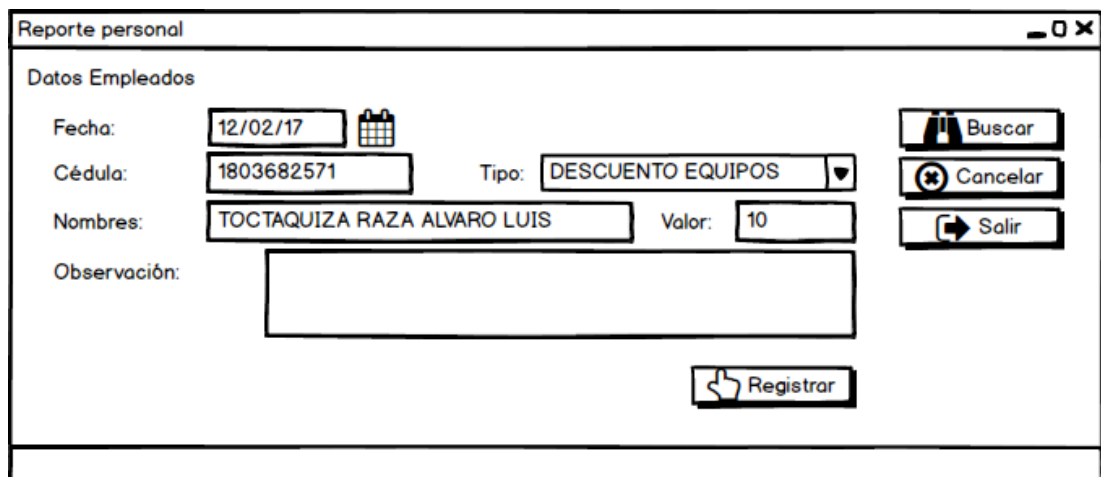 Reporte personal
Datos Empleados
Fecha: 12/02/17 Buscar
Cédula: 1803682571 Tipo: DESCUENTO EQUIPOS Cancelar
Nombres: TOCTAQUIZA RAZA ALVARO LUIS Valor: 10 Salir
Observación:
Registrar